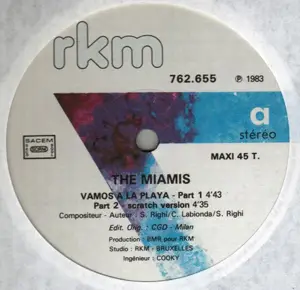 rkm
762.655 ℗ 1983
a
stéréo
SACEM
MAXI 45 T.
THE MIAMIS
VAMOS A LA PLAYA - Part 1 4'43
Part 2 - scratch version 4'35
Compositeur - Auteur : S. Righi/C. Labionda/S. Righi
Edit. Orig. : CGD - Milan
Production : EMR pour RKM
Studio : RKM - BRUXELLES
Ingénieur : COOKY